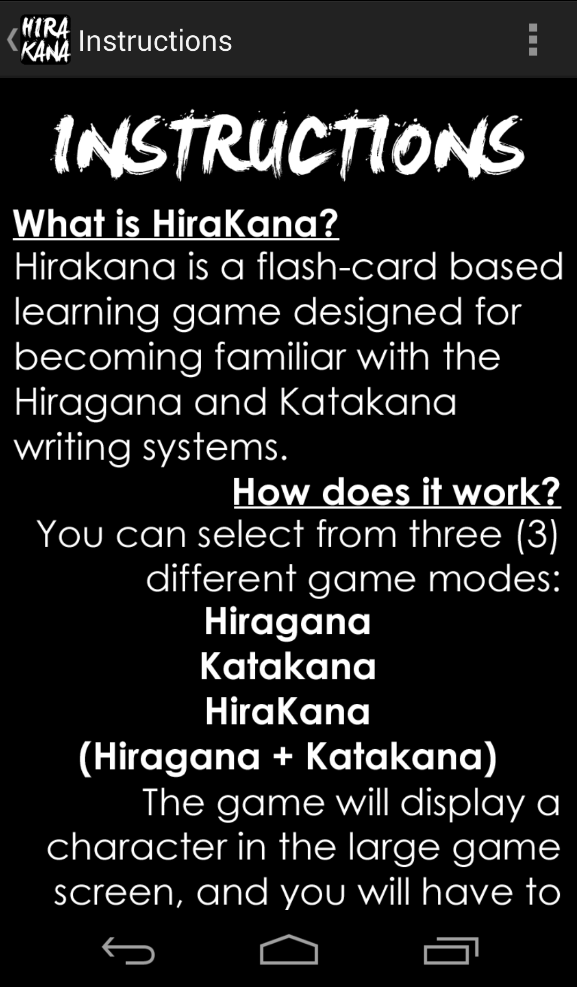 HIRA
KANA
Instructions
INSTRUCTIONS
What is HiraKana?
Hirakana is a flash-card based
learning game designed for
becoming familiar with the
Hiragana and Katakana
writing systems.
How does it work?
You can select from three (3)
different game modes:
Hiragana
Katakana
HiraKana
(Hiragana + Katakana)
The game will display a
character in the large game
screen, and you will have to